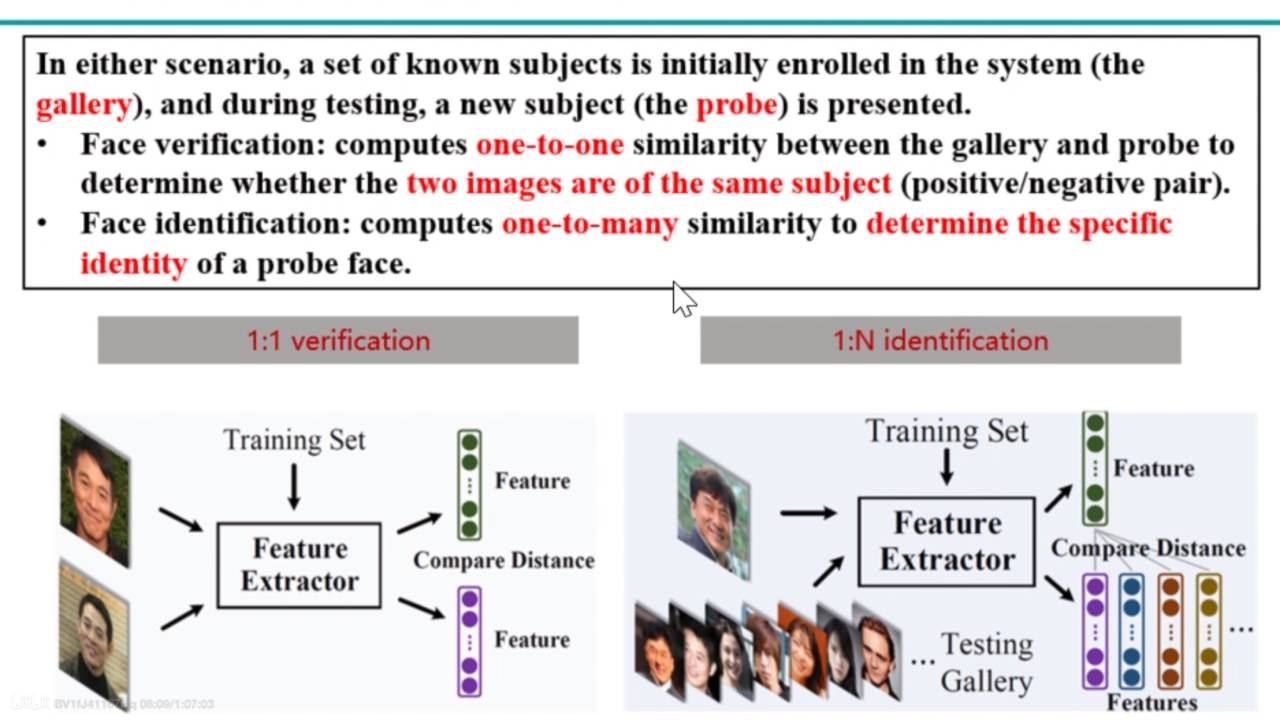 In either scenario, a set of known subjects is initially enrolled in the system (the
gallery), and during testing, a new subject (the probe) is presented.
• Face verification: computes one-to-one similarity between the gallery and probe to
determine whether the two images are of the same subject (positive/negative pair).
• Face identification: computes one-to-many similarity to determine the specific
identity of a probe face.
1:1 verification
1:N identification
Training Set
Feature
Feature
Extractor
Compare Distance
Feature
Training Set
Feature
Feature
Extractor
Compare Distance
... Testing
Gallery
...
Features
08:09/1:07:03